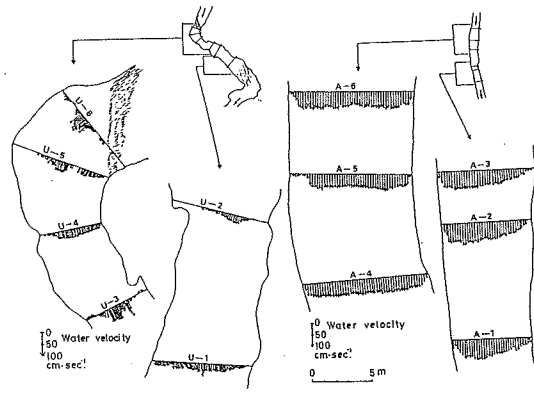 U-6
U-5
U-4
U-3
U-2
U-1
0
50
100
Water velocity
cm·sec⁻¹
A-6
A-5
A-4
A-3
A-2
A-1
0
50
100
Water velocity
cm·sec⁻¹
0 5 m